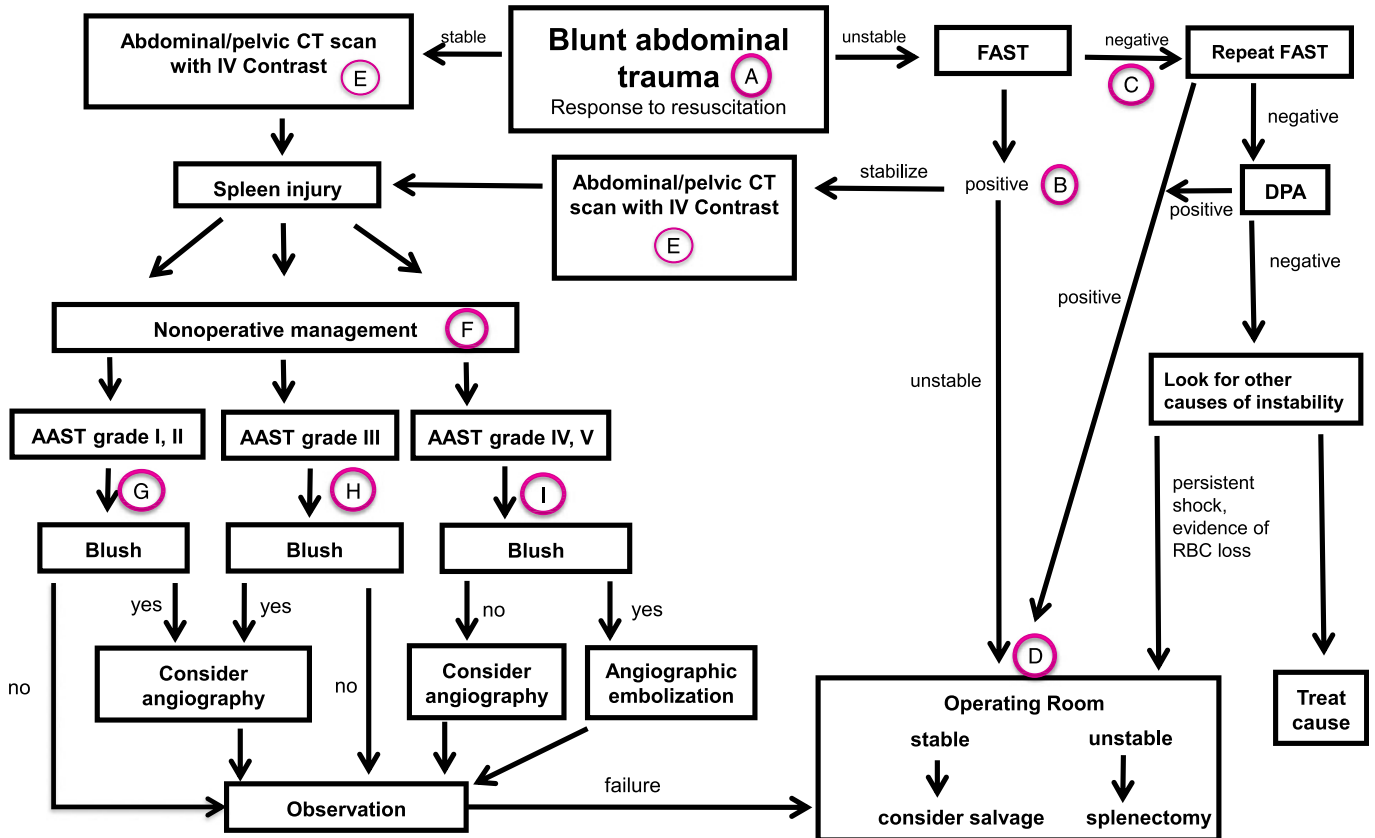 Abdominal/pelvic CT scan
with IV Contrast
E
stable
Blunt abdominal
trauma A
Response to resuscitation
unstable
FAST
negative
C
Repeat FAST
negative
Spleen injury
Abdominal/pelvic CT
scan with IV Contrast
E
stabilize
positive B
positive
DPA
negative
positive
Nonoperative management F
unstable
Look for other
causes of instability
AAST grade I, II
AAST grade III
AAST grade IV, V
G
H
I
persistent
shock,
evidence of
RBC loss
Blush
Blush
Blush
yes
yes
no
yes
no
Consider
angiography
no
Consider
angiography
Angiographic
embolization
D
Operating Room
stable
unstable
consider salvage
splenectomy
Treat
cause
Observation
failure